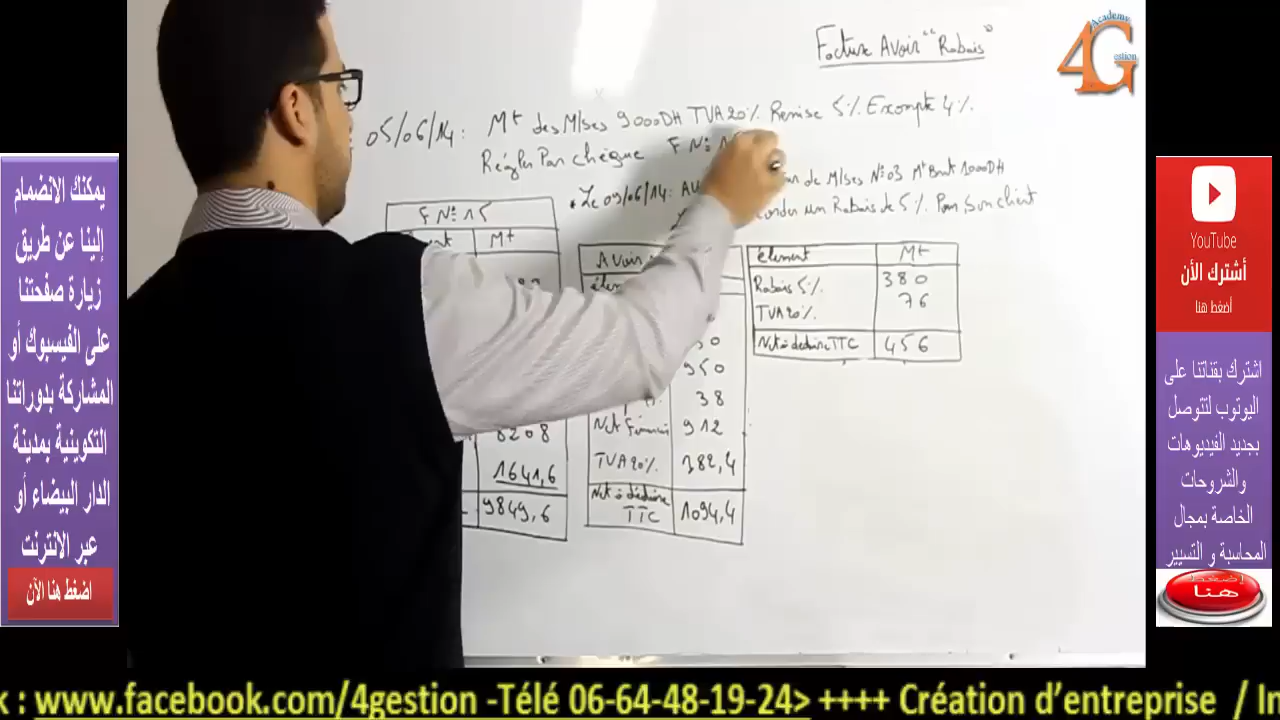 Facture Avoir "Rabais"
4G
Academy
estion
05/06/14: Mt des M/ses 9000DH TVA 20% Remise 5% Excompte 4%.
Régler Par chèque F N°:
* Le 09/06/14: de M/ses N°03 Mt Brut 1000DH
un Rabais de 5% Pour son client
F N° 15
Mt
8208
1641,6
9849,6
Avoir
950
38
Net Financier 912
TVA 20% 182,4
Net à déduire TTC 1094,4
élement Mt
Rabais 5% 380
TVA 20% 76
Net à déduire TTC 456
يمكنك الانضمام
إلينا عن طريق
زيارة صفحتنا
على الفيسبوك أو
المشاركة بدوراتنا
التكوينية بمدينة
الدار البيضاء أو
عبر الانترنت
اضغط هنا الآن
YouTube
أشترك الأن
أضغط هنا
اشترك بقناتنا على
اليوتوب لتتوصل
بجديد الفيديوهات
والشروحات
الخاصة بمجال
المحاسبة و التسيير
إضغط
هنا
k : www.facebook.com/4gestion -Télé 06-64-48-19-24> ++++ Création d’entreprise / In